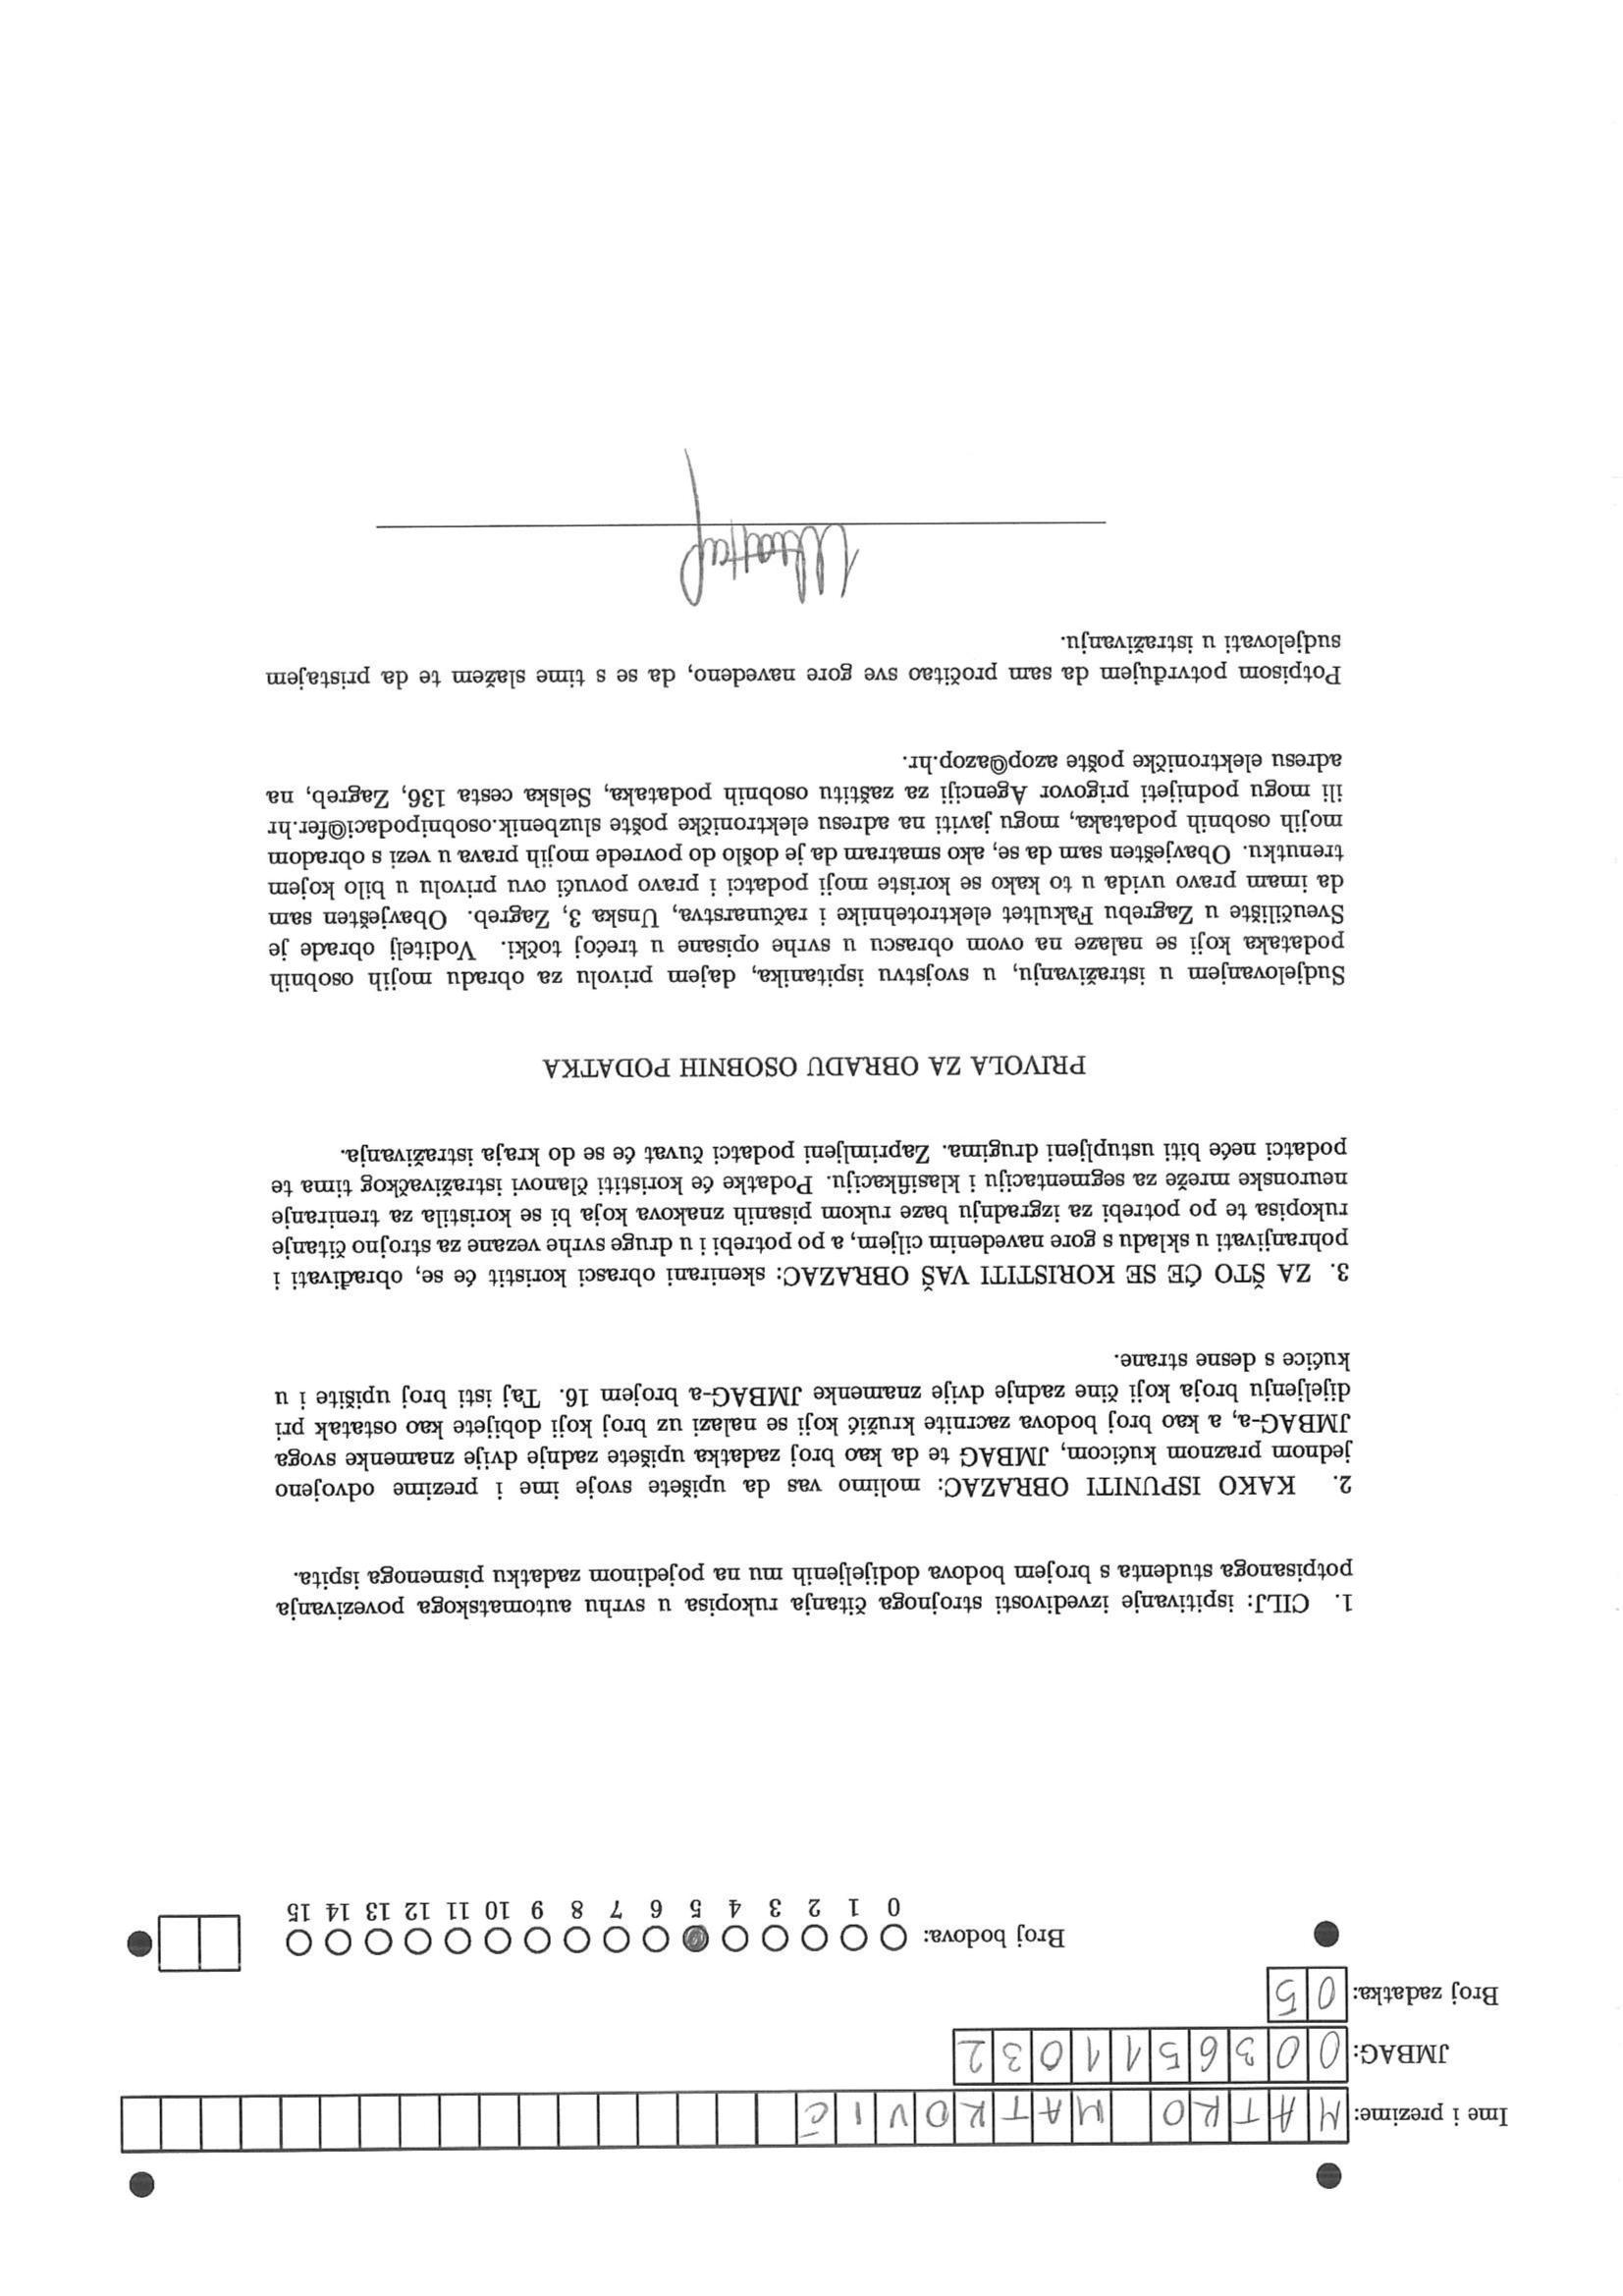 Ime i prezime: MATKO MATKOVIĆ
JMBAG: 0036511032
Broj zadatka: 05
Broj bodova:
0 1 2 3 4 5 6 7 8 9 10 11 12 13 14 15
1. CILJ: ispitivanje izvedivosti strojnoga čitanja rukopisa u svrhu automatskoga povezivanja
potpisanoga studenta s brojem bodova dodijeljenih mu na pojedinom zadatku pismenoga ispita.
2. KAKO ISPUNITI OBRAZAC: molimo vas da upišete svoje ime i prezime odvojeno
jednom praznom kućicom, JMBAG te da kao broj zadatka upišete zadnje dvije znamenke svoga
JMBAG-a, a kao broj bodova zacrnite kružić koji se nalazi uz broj koji dobijete kao ostatak pri
dijeljenju broja koji čine zadnje dvije znamenke JMBAG-a brojem 16. Taj isti broj upišite i u
kućice s desne strane.
3. ZA ŠTO ĆE SE KORISTITI VAŠ OBRAZAC: skenirani obrasci koristit će se, obrađivati i
pohranjivati u skladu s gore navedenim ciljem, a po potrebi i u druge svrhe vezane za strojno čitanje
rukopisa te po potrebi za izgradnju baze rukom pisanih znakova koja bi se koristila za treniranje
neuronske mreže za segmentaciju i klasifikaciju. Podatke će koristiti članovi istraživačkog tima te
podatci neće biti ustupljeni drugima. Zaprimljeni podatci čuvat će se do kraja istraživanja.
PRIVOLA ZA OBRADU OSOBNIH PODATKA
Sudjelovanjem u istraživanju, u svojstvu ispitanika, dajem privolu za obradu mojih osobnih
podataka koji se nalaze na ovom obrascu u svrhe opisane u trećoj točki. Voditelj obrade je
Sveučilište u Zagrebu Fakultet elektrotehnike i računarstva, Unska 3, Zagreb. Obavješten sam
da imam pravo uvida u to kako se koriste moji podatci i pravo povući ovu privolu u bilo kojem
trenutku. Obavješten sam da se, ako smatram da je došlo do povrede mojih prava u vezi s obradom
mojih osobnih podataka, mogu javiti na adresu elektroničke pošte sluzbenik.osobnipodaci@fer.hr
ili mogu podnijeti prigovor Agenciji za zaštitu osobnih podataka, Selska cesta 136, Zagreb, na
adresu elektroničke pošte azop@azop.hr.
Potpisom potvrđujem da sam pročitao sve gore navedeno, da se s time slažem te da pristajem
sudjelovati u istraživanju.